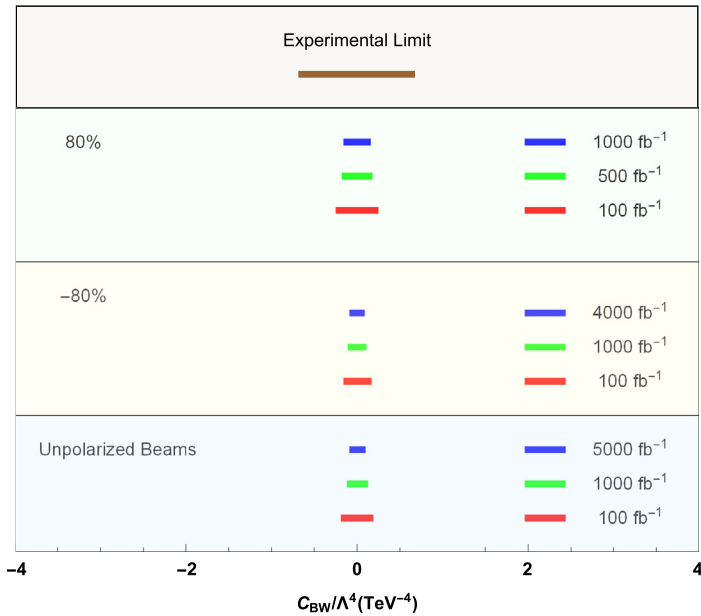 Experimental Limit
80%
1000 fb⁻¹
500 fb⁻¹
100 fb⁻¹
−80%
4000 fb⁻¹
1000 fb⁻¹
100 fb⁻¹
Unpolarized Beams
5000 fb⁻¹
1000 fb⁻¹
100 fb⁻¹
−4 −2 0 2 4
C_BW/Λ⁴(TeV⁻⁴)